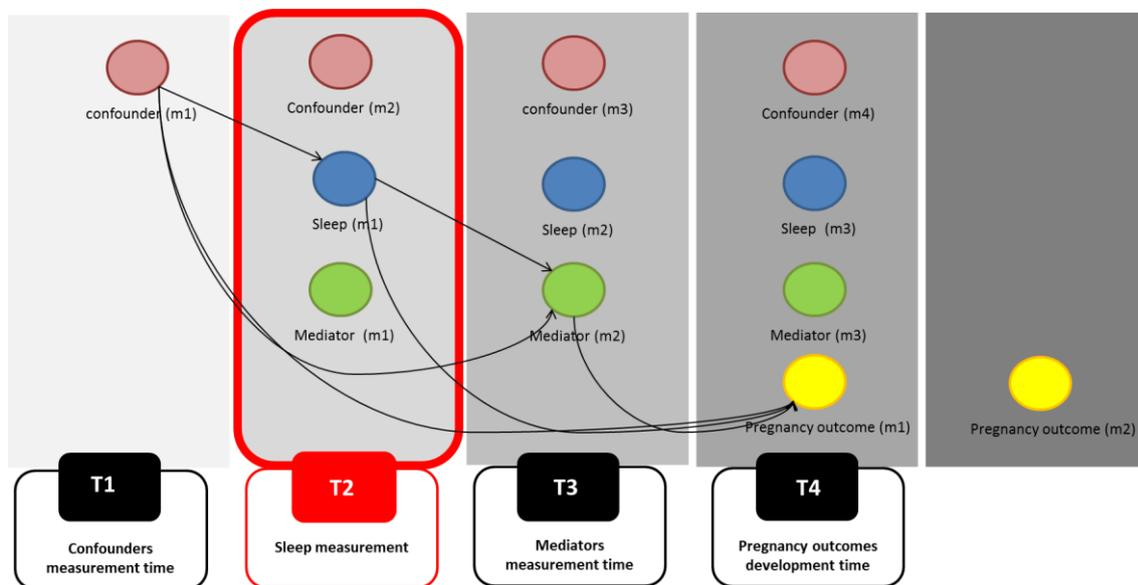 confounder (m1)
Confounder (m2)
confounder (m3)
Confounder (m4)
Sleep (m1)
Sleep (m2)
Sleep (m3)
Mediator (m1)
Mediator (m2)
Mediator (m3)
Pregnancy outcome (m1)
Pregnancy outcome (m2)
T1
Confounders
measurement time
T2
Sleep measurement
T3
Mediators
measurement time
T4
Pregnancy outcomes
development time